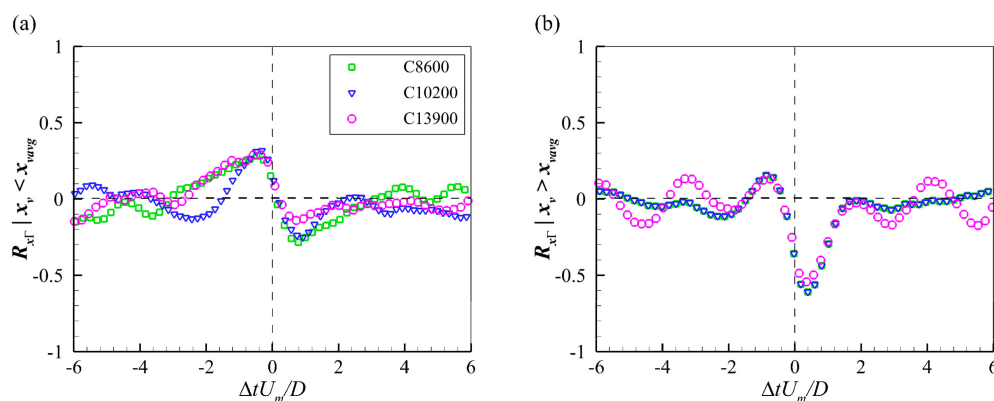 (a)
(b)
1
0.5
0
-0.5
-1
-6
-4
-2
0
2
4
6
R_xΓ | x_v < x_vavg
ΔtU_m/D
C8600
C10200
C13900
1
0.5
0
-0.5
-1
-6
-4
-2
0
2
4
6
R_xΓ | x_v > x_vavg
ΔtU_m/D